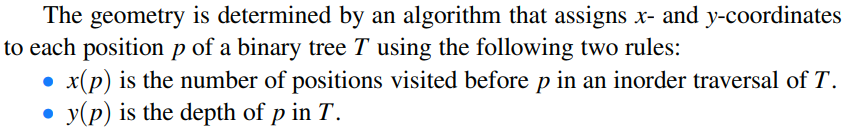 The geometry is determined by an algorithm that assigns x- and y-coordinates
to each position p of a binary tree T using the following two rules:
• x(p) is the number of positions visited before p in an inorder traversal of T.
• y(p) is the depth of p in T.